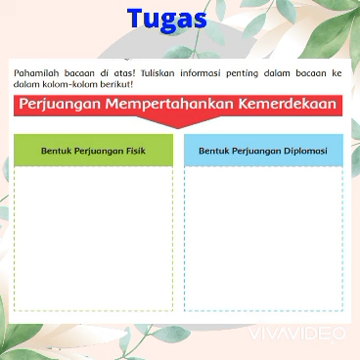 Tugas
Pahamilah bacaan di atas! Tuliskan informasi penting dalam bacaan ke
dalam kolom-kolom berikut!
Perjuangan Mempertahankan Kemerdekaan
Bentuk Perjuangan Fisik
Bentuk Perjuangan Diplomasi
VIVAVIDEO